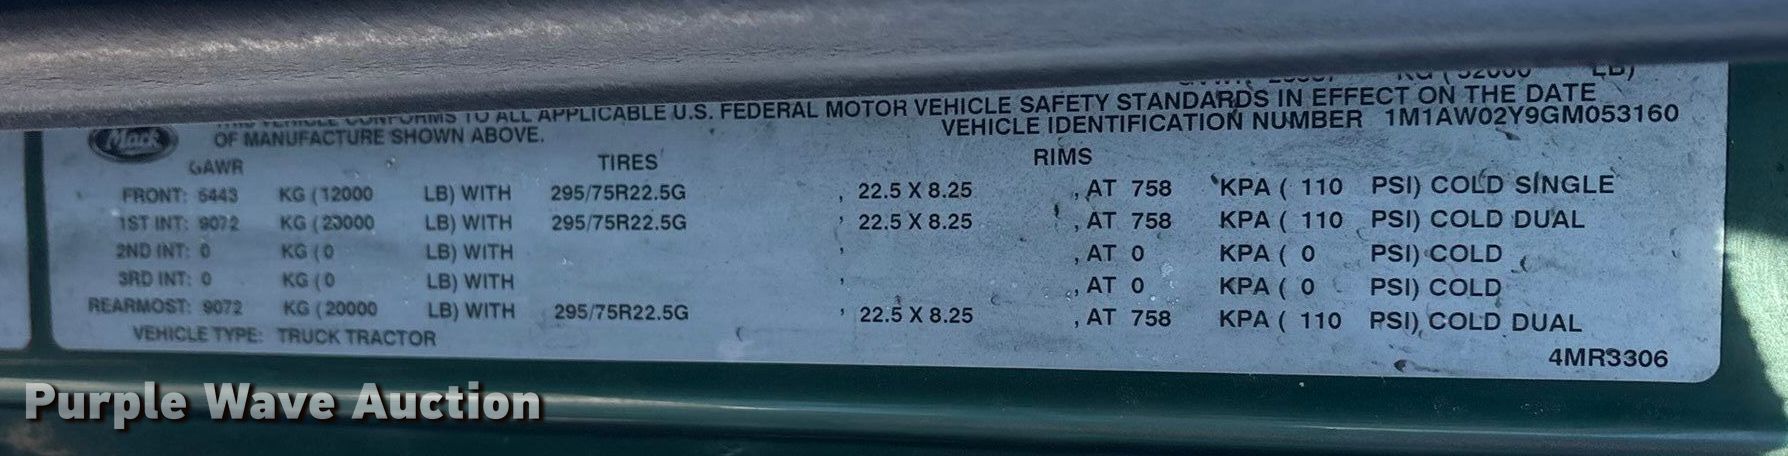 KG (52000 LB)
TO ALL APPLICABLE U.S. FEDERAL MOTOR VEHICLE SAFETY STANDARDS IN EFFECT ON THE DATE
OF MANUFACTURE SHOWN ABOVE. VEHICLE IDENTIFICATION NUMBER 1M1AW02Y9GM053160
Mack
GAWR TIRES RIMS
FRONT: 5443 KG (12000 LB) WITH 295/75R22.5G , 22.5 X 8.25 , AT 758 KPA ( 110 PSI) COLD SINGLE
1ST INT: 9072 KG (20000 LB) WITH 295/75R22.5G , 22.5 X 8.25 , AT 758 KPA ( 110 PSI) COLD DUAL
2ND INT: 0 KG (0 LB) WITH , , AT 0 KPA ( 0 PSI) COLD
3RD INT: 0 KG (0 LB) WITH , , AT 0 KPA ( 0 PSI) COLD
REARMOST: 9072 KG (20000 LB) WITH 295/75R22.5G , 22.5 X 8.25 , AT 758 KPA ( 110 PSI) COLD DUAL
VEHICLE TYPE: TRUCK TRACTOR
4MR3306
Purple Wave Auction